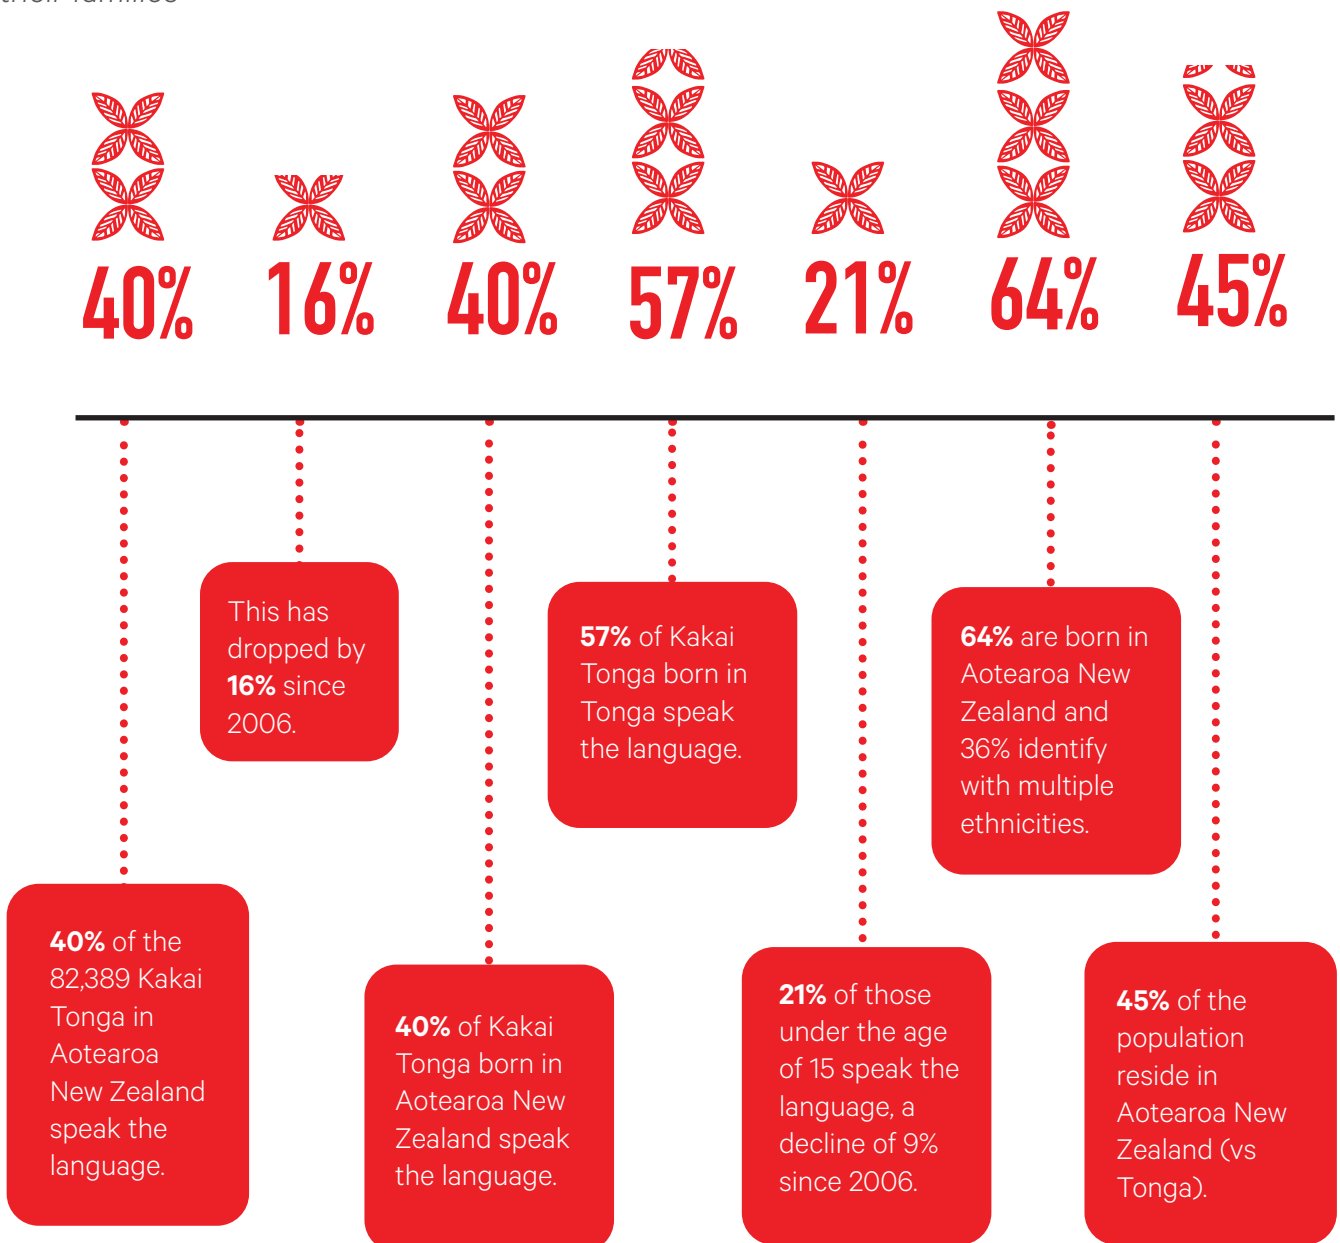 their families
40%
16%
40%
57%
21%
64%
45%
40% of the
82,389 Kakai
Tonga in
Aotearoa
New Zealand
speak the
language.
This has
dropped by
16% since
2006.
40% of Kakai
Tonga born in
Aotearoa New
Zealand speak
the language.
57% of Kakai
Tonga born in
Tonga speak
the language.
21% of those
under the age
of 15 speak the
language, a
decline of 9%
since 2006.
64% are born in
Aotearoa New
Zealand and
36% identify
with multiple
ethnicities.
45% of the
population
reside in
Aotearoa New
Zealand (vs
Tonga).